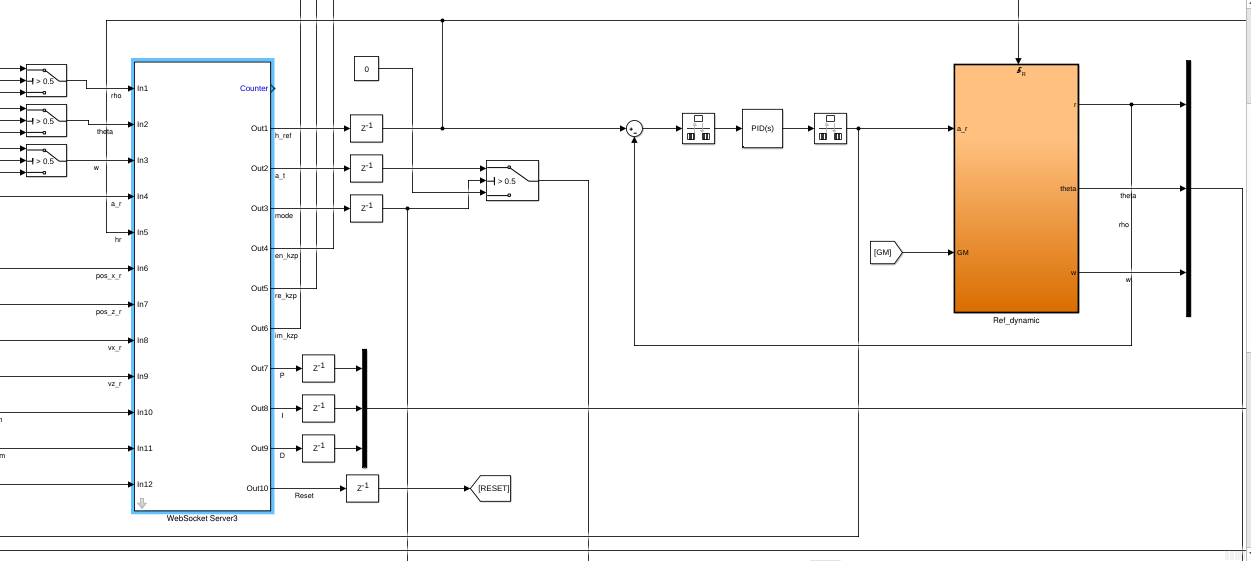 0
> 0.5
rho
> 0.5
theta
> 0.5
w
a_r
hr
pos_x_r
pos_z_r
vx_r
vz_r
m
In1
In2
In3
In4
In5
In6
In7
In8
In9
In10
In11
In12
Counter
Out1
Out2
Out3
Out4
Out5
Out6
Out7
Out8
Out9
Out10
WebSocket Server3
h_ref
a_t
mode
en_kzp
re_kzp
im_kzp
P
I
D
Reset
Z-1
Z-1
Z-1
Z-1
Z-1
Z-1
Z-1
> 0.5
[RESET]
+
-
PID(s)
[GM]
R
a_r
GM
r
theta
w
Ref_dynamic
theta
rho
w